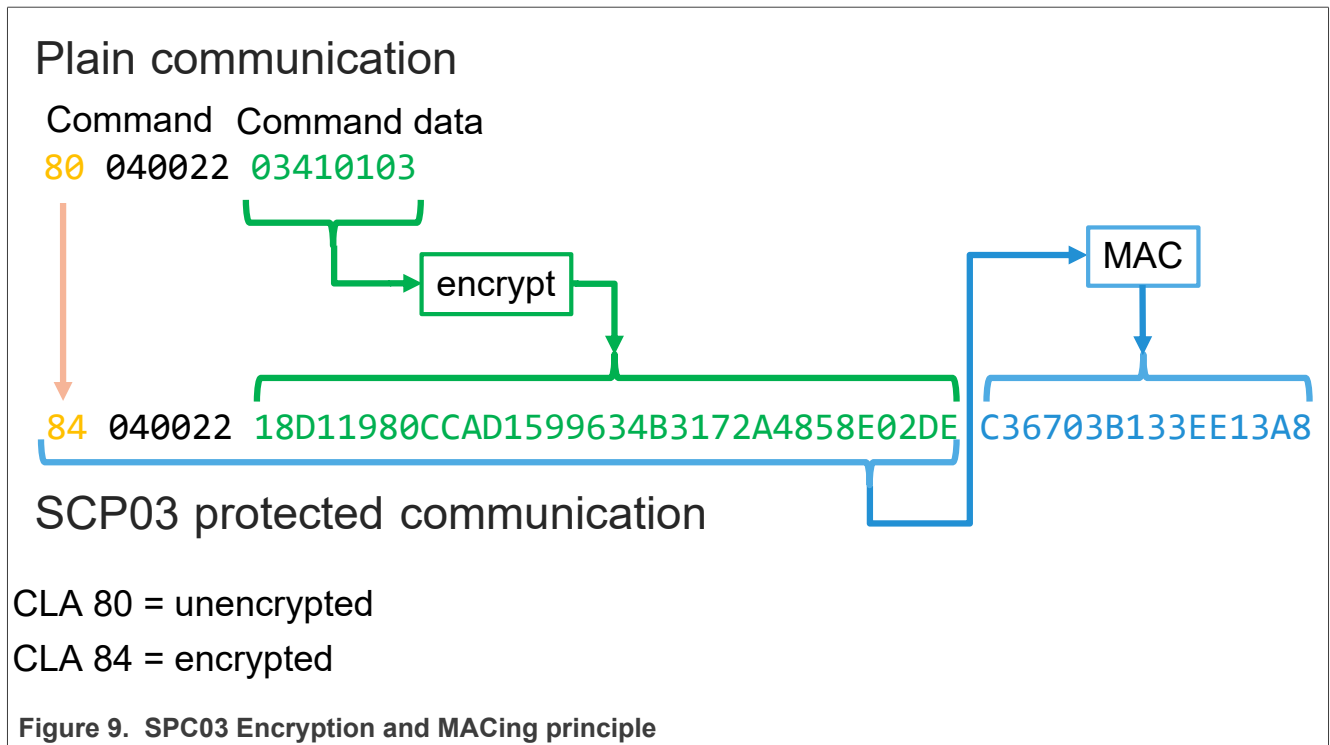 Plain communication
Command Command data
80 040022 03410103
MAC
encrypt
84 040022 18D11980CCAD1599634B3172A4858E02DE C36703B133EE13A8
SCP03 protected communication
CLA 80 = unencrypted
CLA 84 = encrypted
Figure 9. SPC03 Encryption and MACing principle